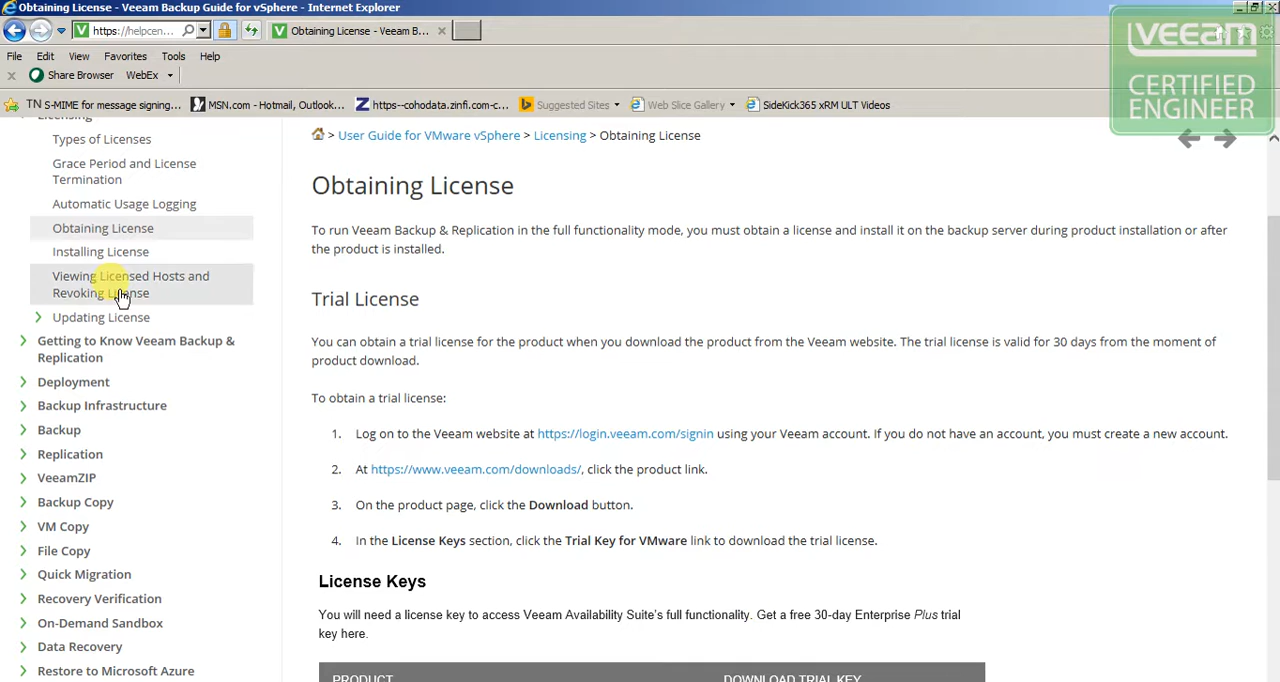 Obtaining License - Veeam Backup Guide for vSphere - Internet Explorer
https://helpcen...
Obtaining License - Veeam B...
File Edit View Favorites Tools Help
Share Browser WebEx
TN S-MIME for message signing... MSN.com - Hotmail, Outlook... https--cohodata.zinfi.com-c... Suggested Sites Web Slice Gallery SideKick365 xRM ULT Videos
veeam
CERTIFIED
ENGINEER
Licensing
Types of Licenses
Grace Period and License
Termination
Automatic Usage Logging
Obtaining License
Installing License
Viewing Licensed Hosts and
Revoking License
Updating License
Getting to Know Veeam Backup &
Replication
Deployment
Backup Infrastructure
Backup
Replication
VeeamZIP
Backup Copy
VM Copy
File Copy
Quick Migration
Recovery Verification
On-Demand Sandbox
Data Recovery
Restore to Microsoft Azure
> User Guide for VMware vSphere > Licensing > Obtaining License
Obtaining License
To run Veeam Backup & Replication in the full functionality mode, you must obtain a license and install it on the backup server during product installation or after
the product is installed.
Trial License
You can obtain a trial license for the product when you download the product from the Veeam website. The trial license is valid for 30 days from the moment of
product download.
To obtain a trial license:
1. Log on to the Veeam website at https://login.veeam.com/signin using your Veeam account. If you do not have an account, you must create a new account.
2. At https://www.veeam.com/downloads/, click the product link.
3. On the product page, click the Download button.
4. In the License Keys section, click the Trial Key for VMware link to download the trial license.
License Keys
You will need a license key to access Veeam Availability Suite's full functionality. Get a free 30-day Enterprise Plus trial
key here.
PRODUCT DOWNLOAD TRIAL KEY